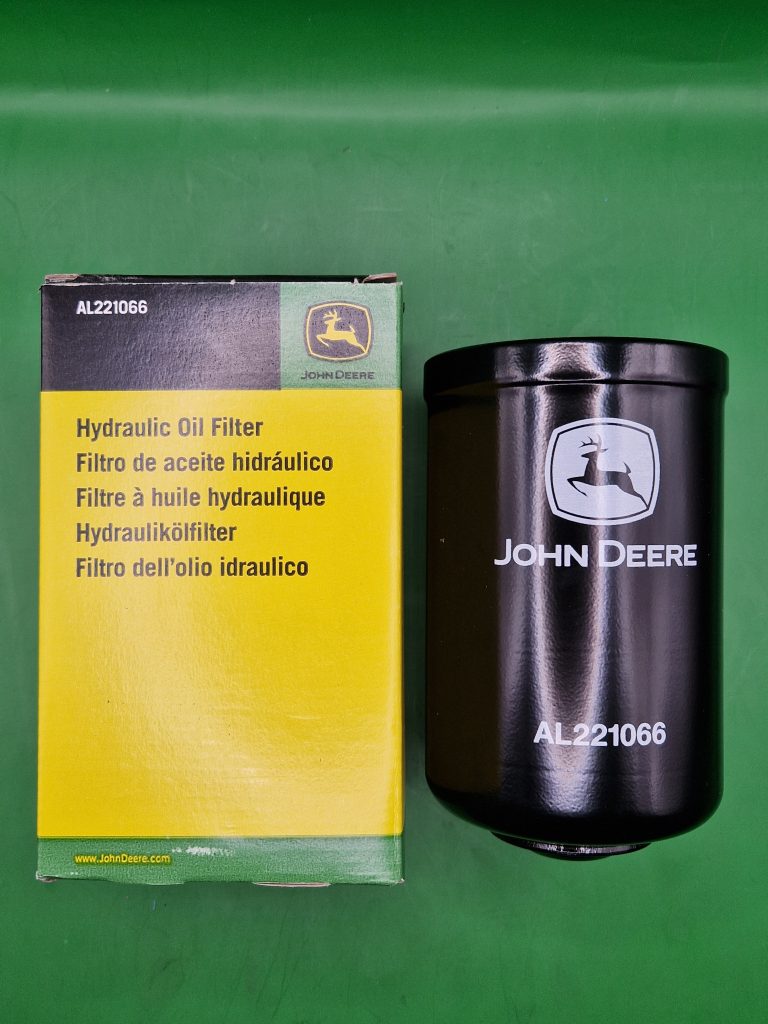 AL221066
JOHN DEERE
Hydraulic Oil Filter
Filtro de aceite hidráulico
Filtre à huile hydraulique
Hydraulikölfilter
Filtro dell'olio idraulico
www.JohnDeere.com
JOHN DEERE
AL221066